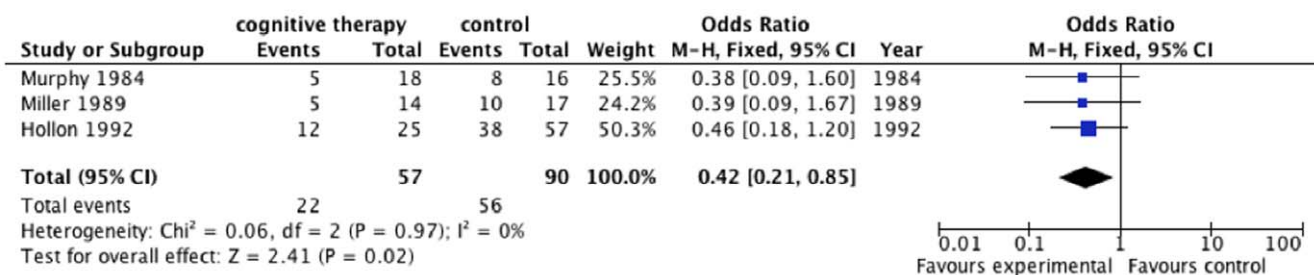 cognitive therapy control Odds Ratio Odds Ratio
Study or Subgroup Events Total Events Total Weight M-H, Fixed, 95% CI Year M-H, Fixed, 95% CI
Murphy 1984 5 18 8 16 25.5% 0.38 [0.09, 1.60] 1984
Miller 1989 5 14 10 17 24.2% 0.39 [0.09, 1.67] 1989
Hollon 1992 12 25 38 57 50.3% 0.46 [0.18, 1.20] 1992
Total (95% CI) 57 90 100.0% 0.42 [0.21, 0.85]
Total events 22 56
Heterogeneity: Chi² = 0.06, df = 2 (P = 0.97); I² = 0%
Test for overall effect: Z = 2.41 (P = 0.02)
0.01 0.1 1 10 100
Favours experimental Favours control